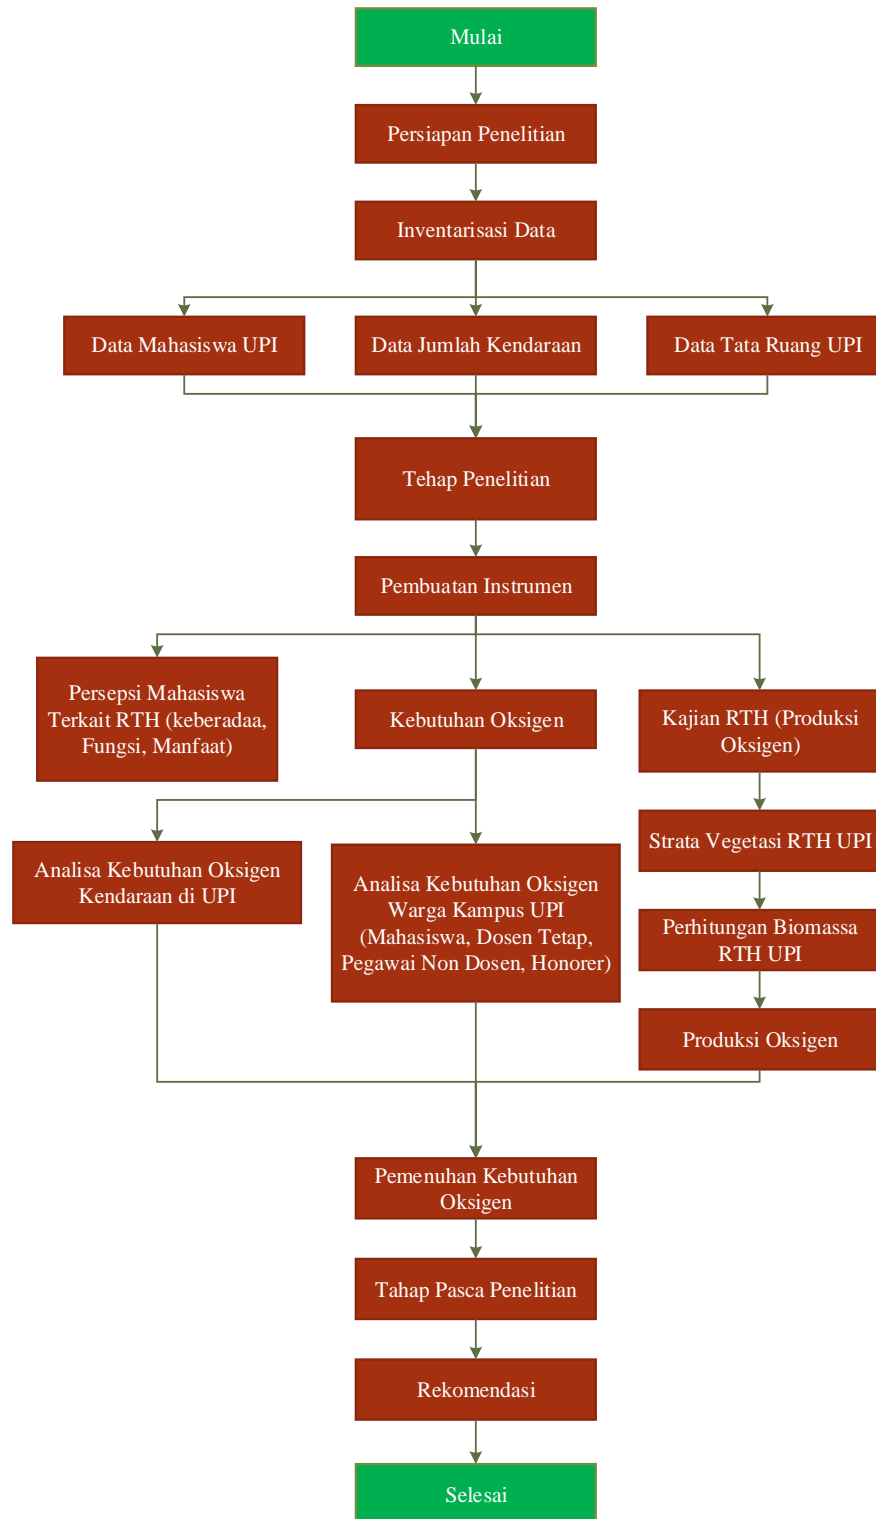 Mulai
Persiapan Penelitian
Inventarisasi Data
Data Mahasiswa UPI
Data Jumlah Kendaraan
Data Tata Ruang UPI
Tehap Penelitian
Pembuatan Instrumen
Persepsi Mahasiswa
Terkait RTH (keberadaa,
Fungsi, Manfaat)
Kebutuhan Oksigen
Kajian RTH (Produksi
Oksigen)
Strata Vegetasi RTH UPI
Analisa Kebutuhan Oksigen
Kendaraan di UPI
Analisa Kebutuhan Oksigen
Warga Kampus UPI
(Mahasiswa, Dosen Tetap,
Pegawai Non Dosen, Honorer)
Perhitungan Biomassa
RTH UPI
Produksi Oksigen
Pemenuhan Kebutuhan
Oksigen
Tahap Pasca Penelitian
Rekomendasi
Selesai